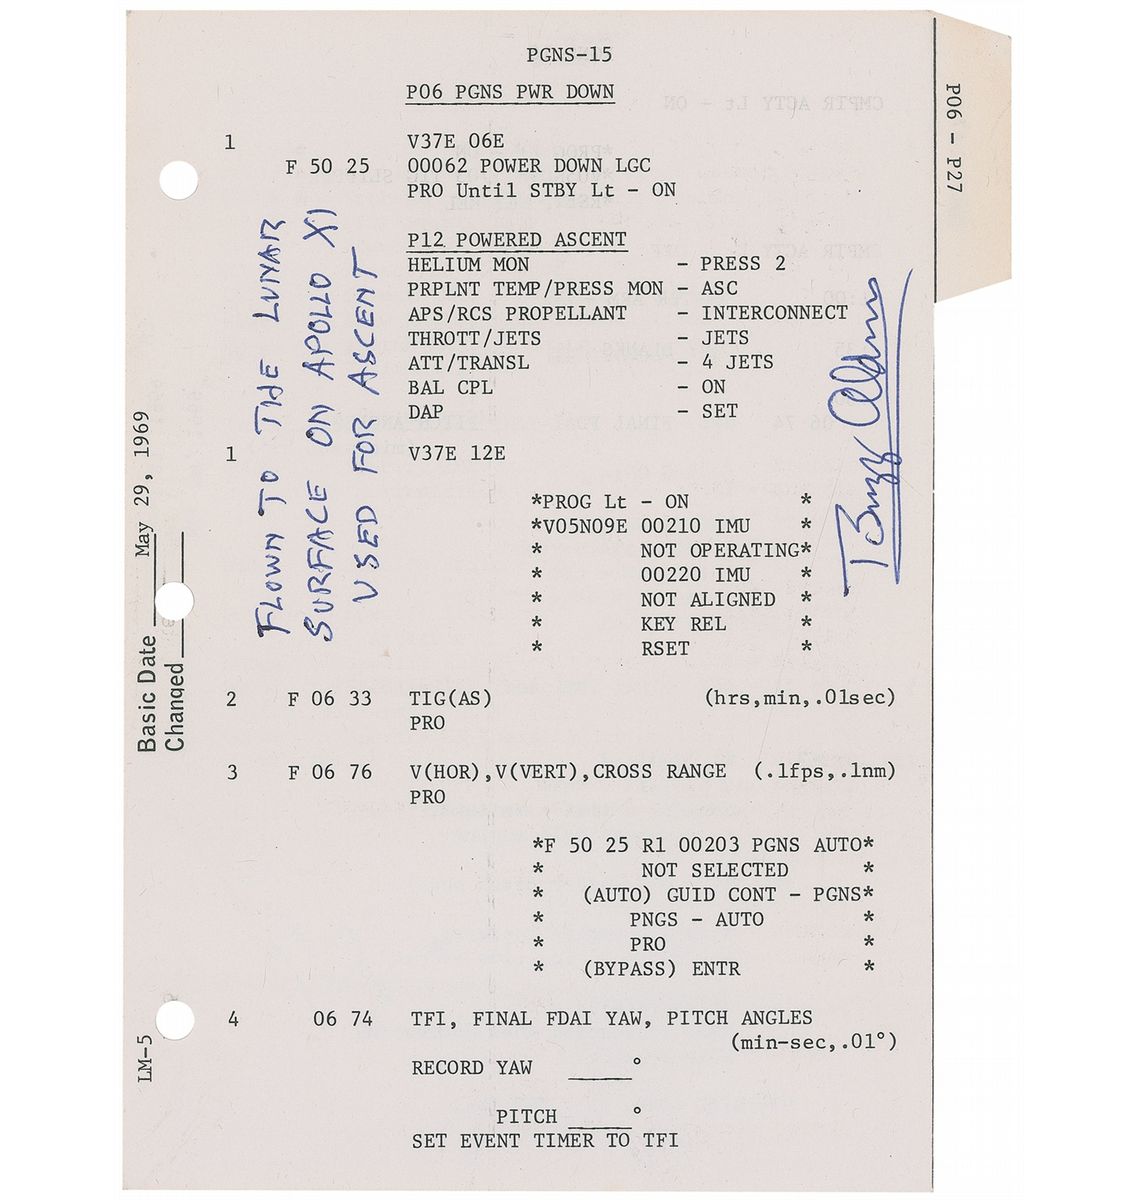 PGNS-15
P06 PGNS PWR DOWN
1 V37E 06E
F 50 25 00062 POWER DOWN LGC
PRO Until STBY Lt - ON
P12 POWERED ASCENT
HELIUM MON - PRESS 2
PRPLNT TEMP/PRESS MON - ASC
APS/RCS PROPELLANT - INTERCONNECT
THROTT/JETS - JETS
ATT/TRANSL - 4 JETS
BAL CPL - ON
DAP - SET
1 V37E 12E
*PROG Lt - ON *
*V05N09E 00210 IMU *
* NOT OPERATING*
* 00220 IMU *
* NOT ALIGNED *
* KEY REL *
* RSET *
2 F 06 33 TIG(AS) (hrs,min,.01sec)
PRO
3 F 06 76 V(HOR),V(VERT),CROSS RANGE (.1fps,.1nm)
PRO
*F 50 25 R1 00203 PGNS AUTO*
* NOT SELECTED *
* (AUTO) GUID CONT - PGNS*
* PNGS - AUTO *
* PRO *
* (BYPASS) ENTR *
4 06 74 TFI, FINAL FDAI YAW, PITCH ANGLES
(min-sec,.01°)
RECORD YAW _____°
PITCH _____°
SET EVENT TIMER TO TFI
P06 - P27
FLOWN TO THE LUNAR
SURFACE ON APOLLO XI
USED FOR ASCENT
Buzz Aldrin
Basic Date May 29, 1969
Changed
LM-5